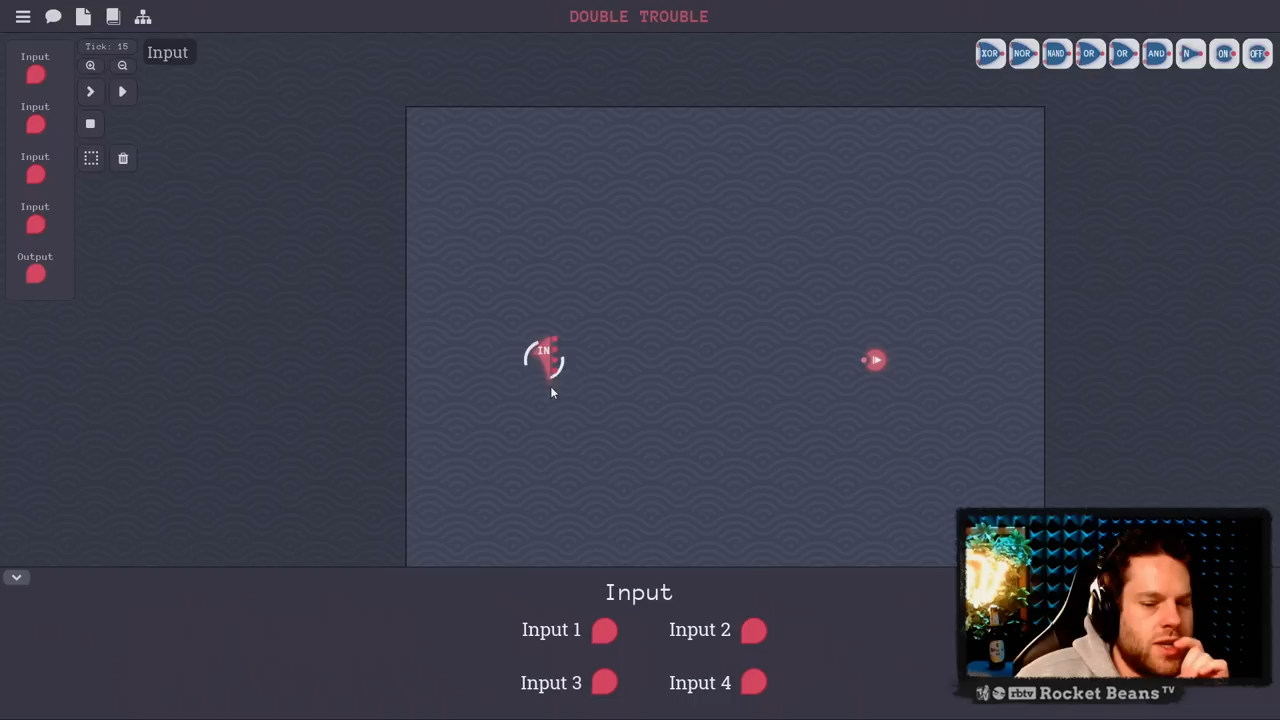 DOUBLE TROUBLE
Input
Input
Input
Input
Output
Tick: 15
Input
XOR
NOR
NAND
OR
OR
AND
N
ON
OFF
IN
Input
Input 1
Input 2
Input 3
Input 4
rbtv Rocket Beans TV